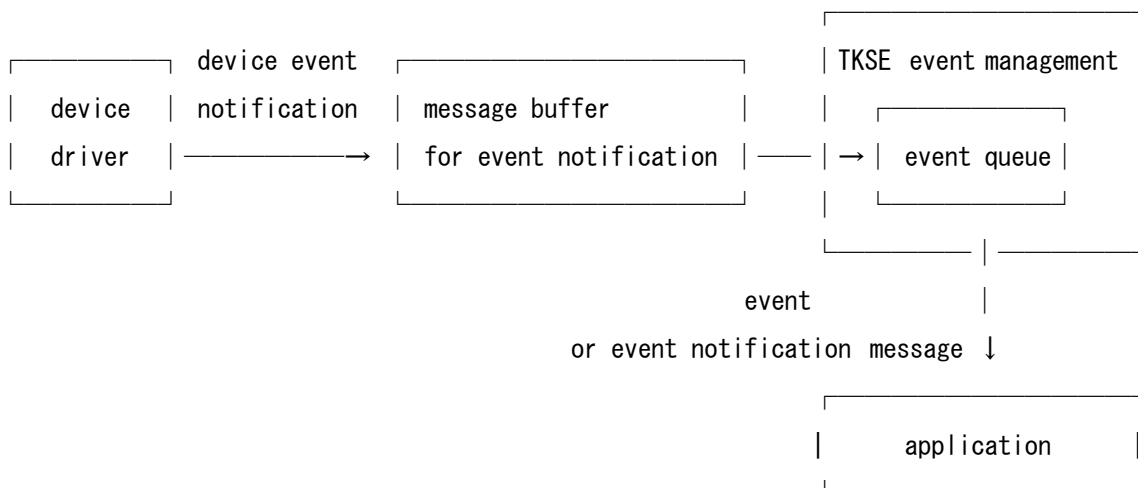 TKSE event management
device event
device notification message buffer
driver for event notification event queue
event
or event notification message
application